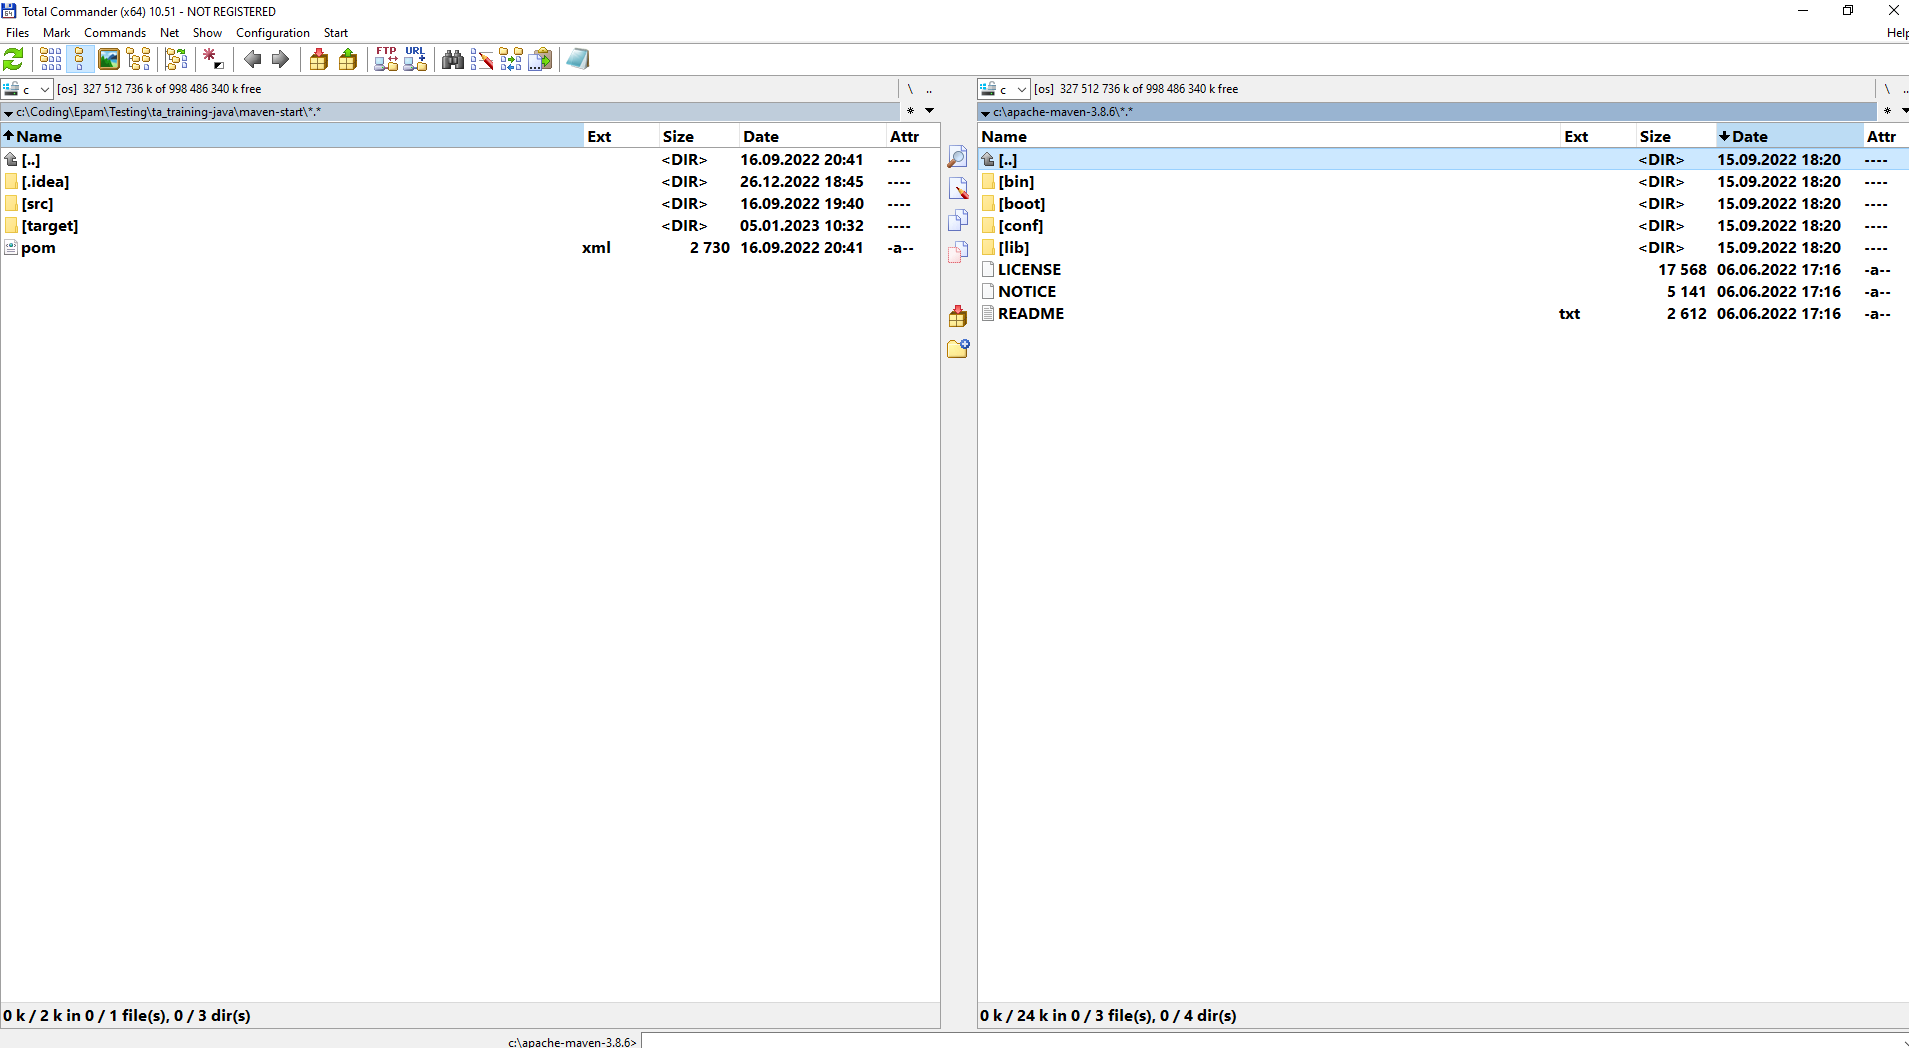 Total Commander (x64) 10.51 - NOT REGISTERED
Files Mark Commands Net Show Configuration Start Help
FTP URL
c [os] 327 512 736 k of 998 486 340 k free \ ..
c:\Coding\Epam\Testing\ta_training-java\maven-start\*.* *
Name Ext Size Date Attr
[..] <DIR> 16.09.2022 20:41 ----
[.idea] <DIR> 26.12.2022 18:45 ----
[src] <DIR> 16.09.2022 19:40 ----
[target] <DIR> 05.01.2023 10:32 ----
pom xml 2 730 16.09.2022 20:41 -a--
0 k / 2 k in 0 / 1 file(s), 0 / 3 dir(s)
c [os] 327 512 736 k of 998 486 340 k free \ ..
c:\apache-maven-3.8.6\*.* *
Name Ext Size Date Attr
[..] <DIR> 15.09.2022 18:20 ----
[bin] <DIR> 15.09.2022 18:20 ----
[boot] <DIR> 15.09.2022 18:20 ----
[conf] <DIR> 15.09.2022 18:20 ----
[lib] <DIR> 15.09.2022 18:20 ----
LICENSE 17 568 06.06.2022 17:16 -a--
NOTICE 5 141 06.06.2022 17:16 -a--
README txt 2 612 06.06.2022 17:16 -a--
0 k / 24 k in 0 / 3 file(s), 0 / 4 dir(s)
c:\apache-maven-3.8.6>